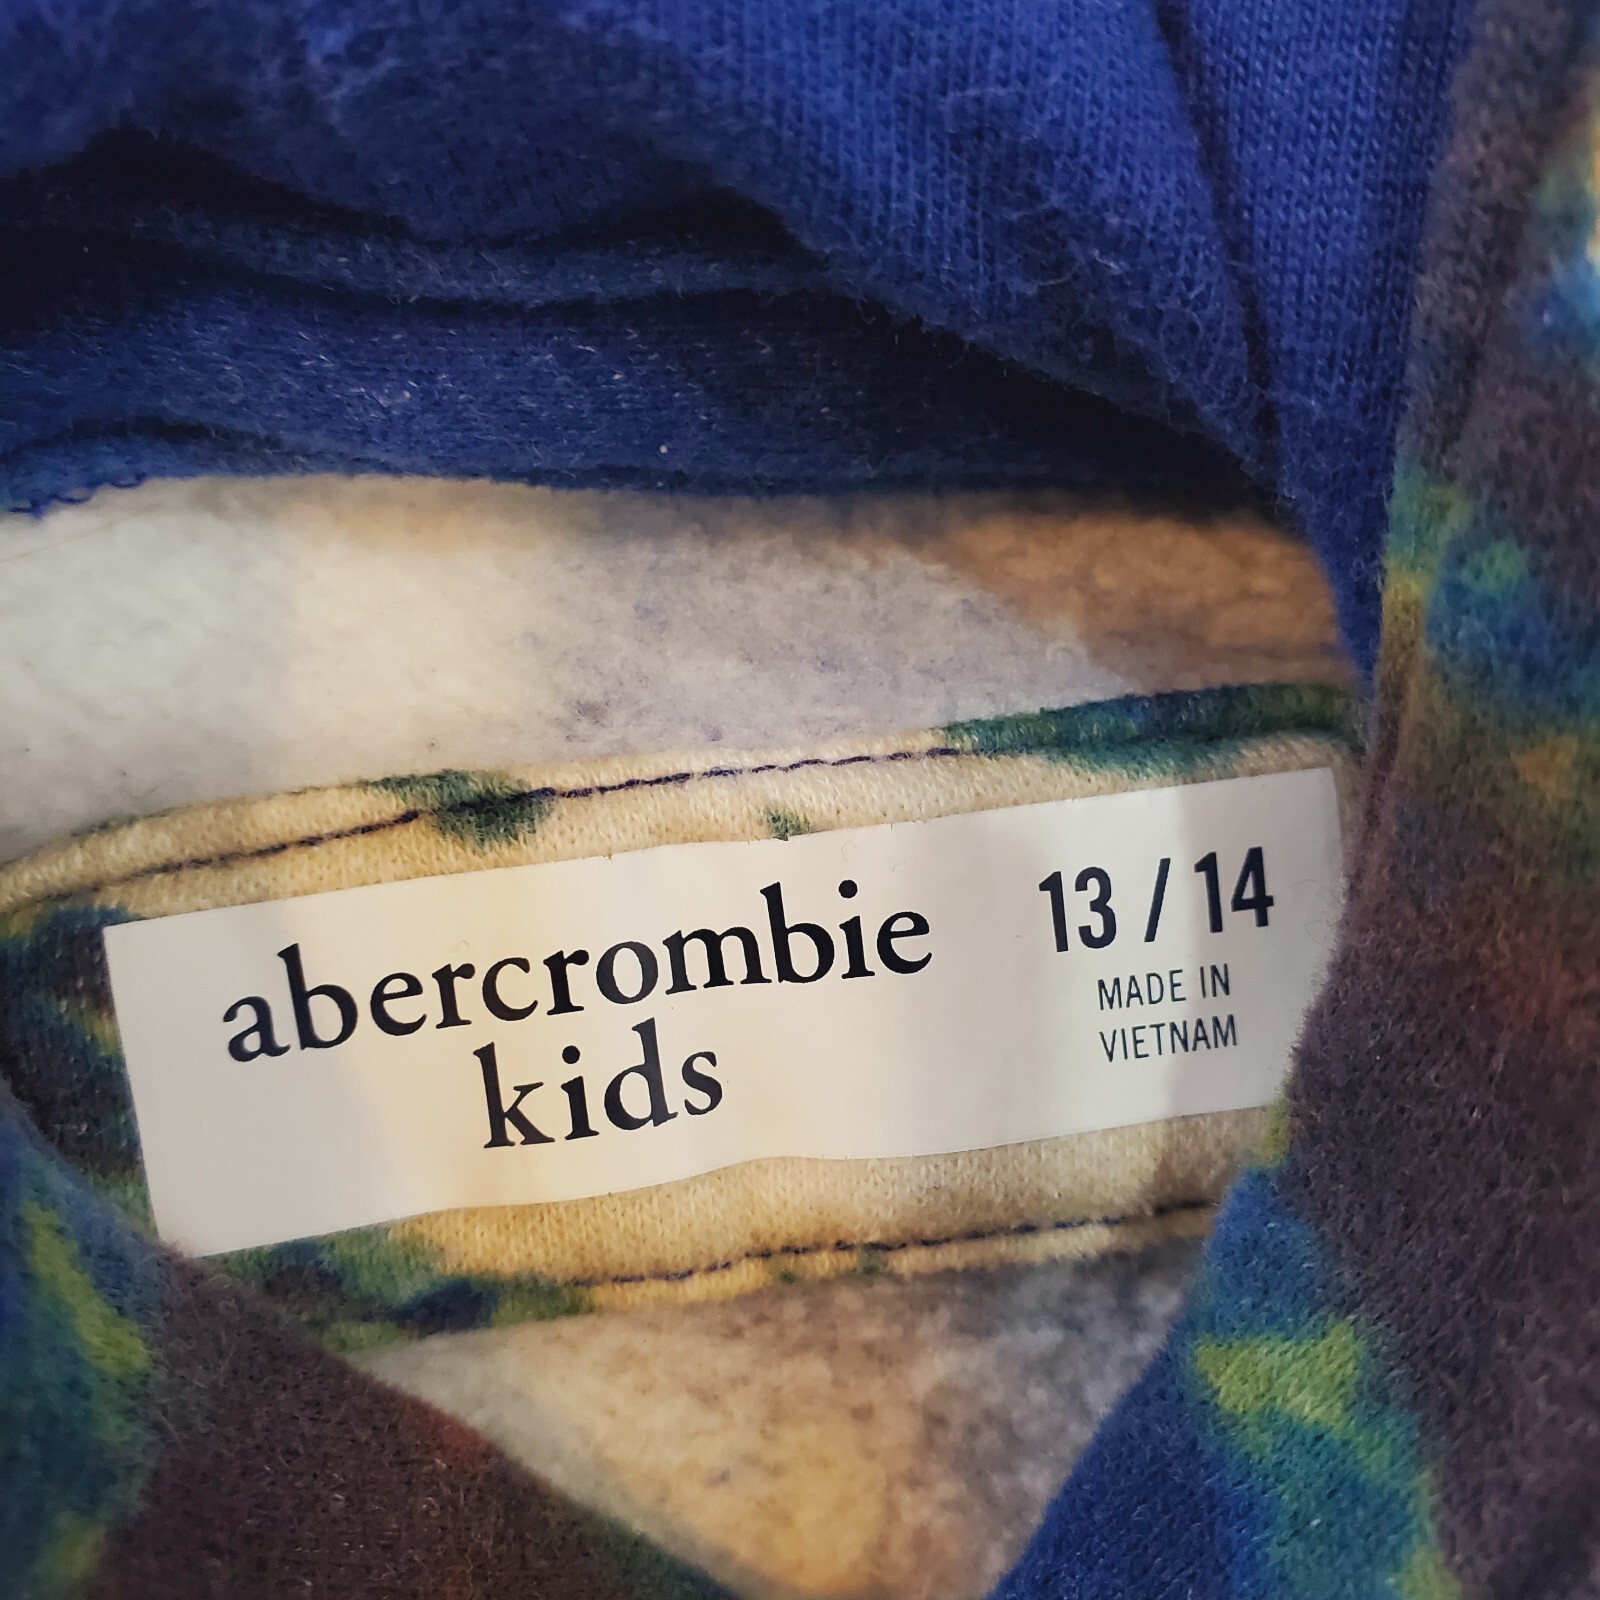 abercrombie
kids
13 / 14
MADE IN
VIETNAM